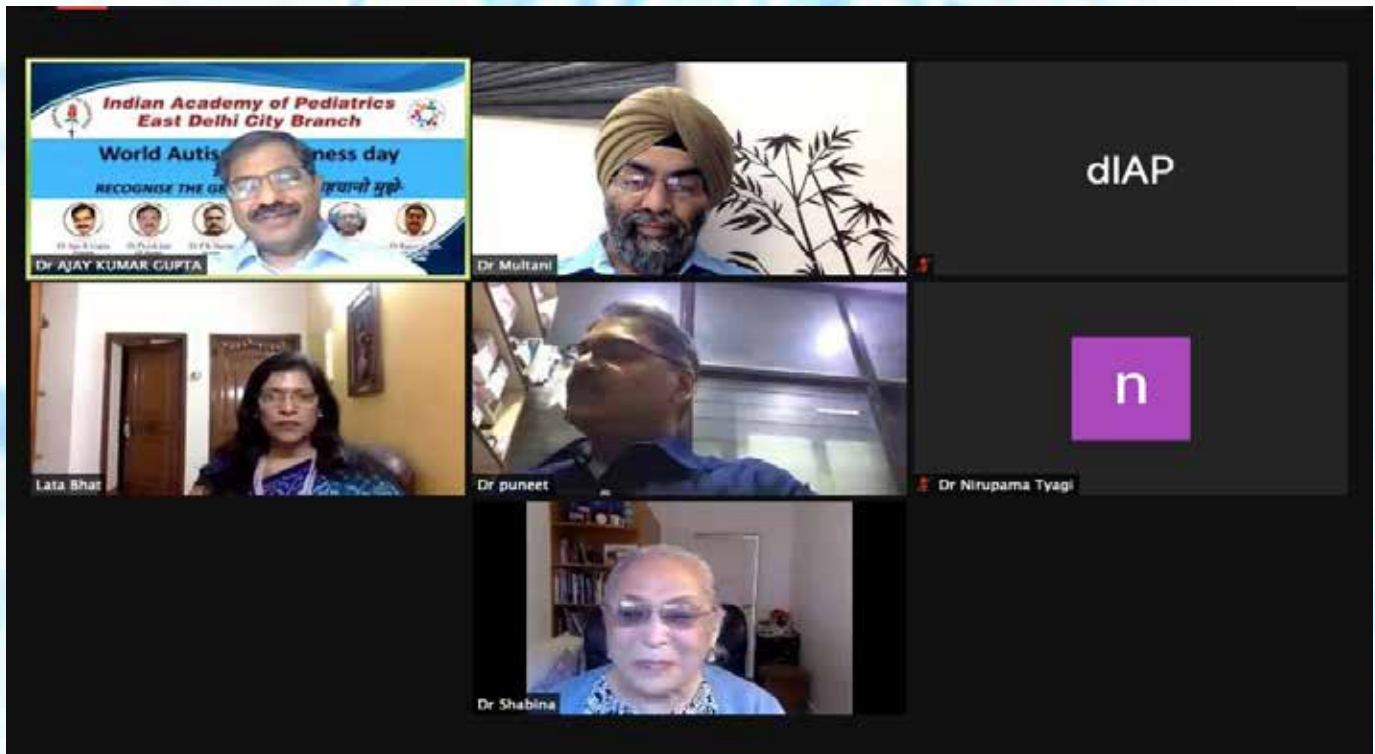 Indian Academy of Pediatrics
East Delhi City Branch
World Autis ness day
RECOGNISE THE GE हचानो मुझे-
Dr AJAY KUMAR GUPTA
Dr Multani
dIAP
Lata Bhat
Dr puneet
n
Dr Nirupama Tyagi
Dr Shabina